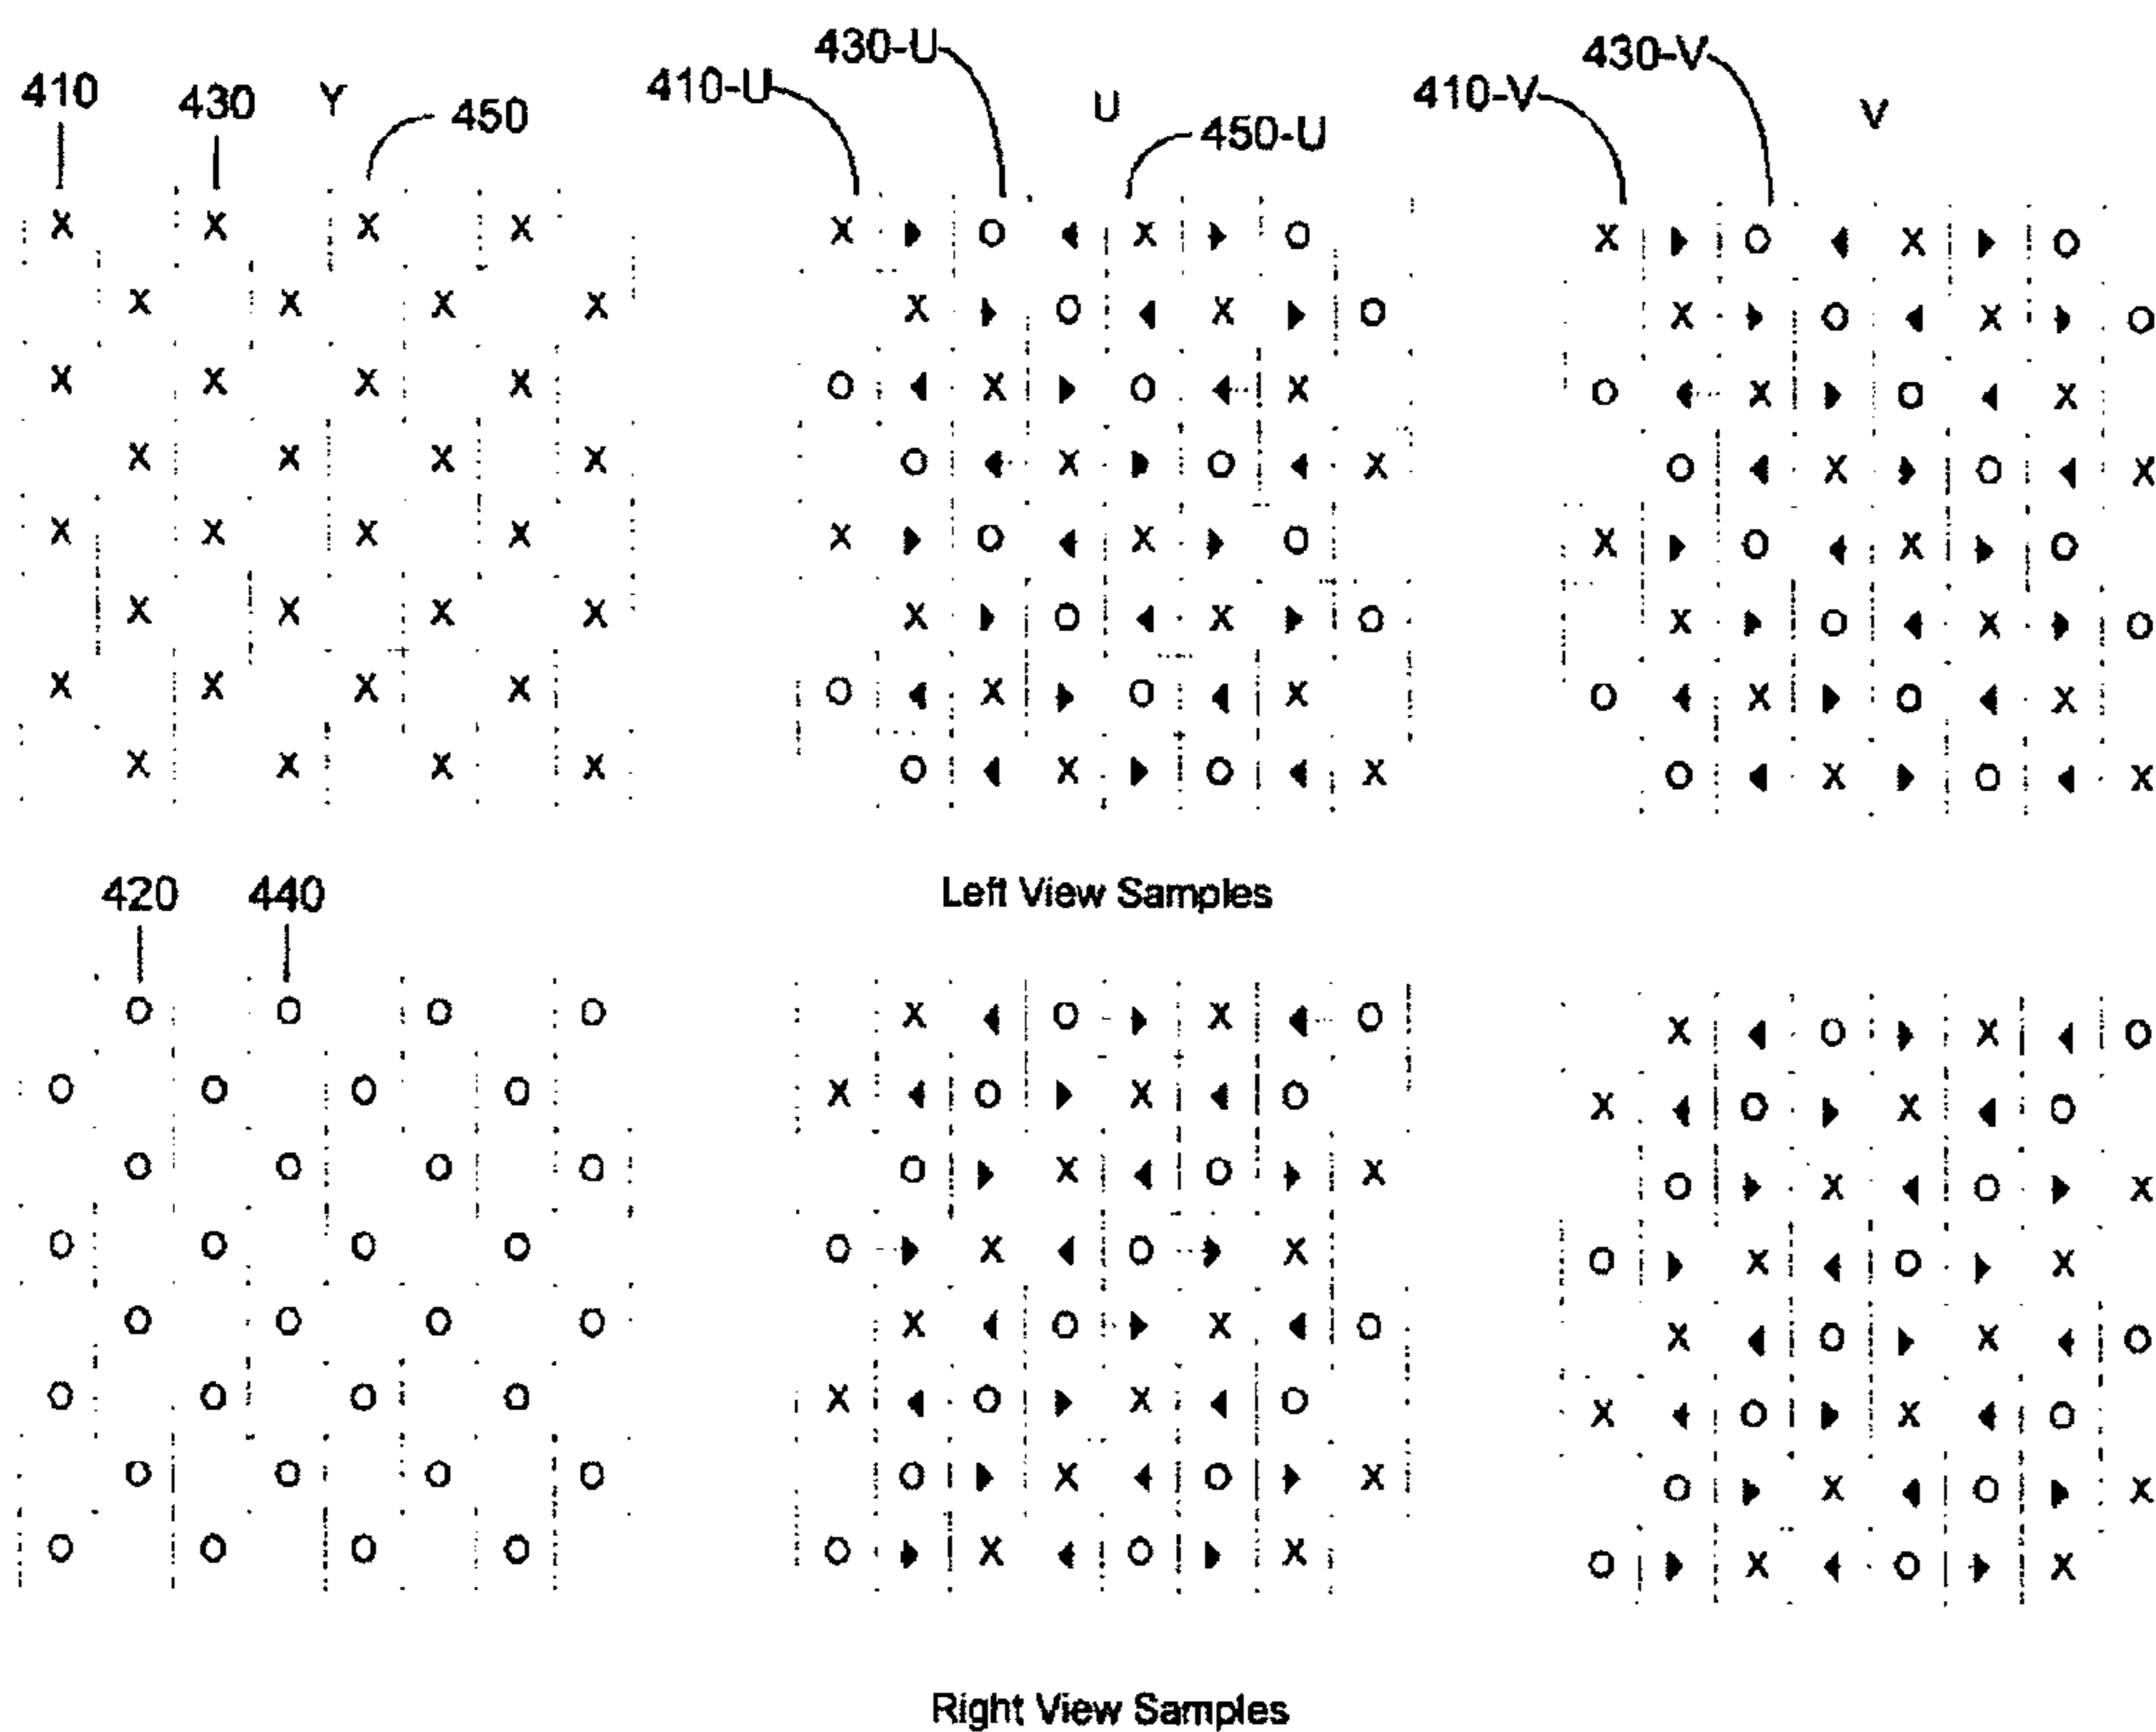 430-U
430-V
410-U
410-V
410
430
Y
450
U
450-U
V
X X X X X ▶ O ◀ X ▶ O X ▶ O ◀ X ▶ O
X X X X X ▶ O ◀ X ▶ O X ▶ O ◀ X ▶ O
X X X X O ◀ X ▶ O ◀ X O ◀ X ▶ O ◀ X
X X X X O ◀ X ▶ O ◀ X O ◀ X ▶ O ◀ X
X X X X X ▶ O ◀ X ▶ O X ▶ O ◀ X ▶ O
X X X X X ▶ O ◀ X ▶ O X ▶ O ◀ X ▶ O
X X X X O ◀ X ▶ O ◀ X O ◀ X ▶ O ◀ X
X X X X O ◀ X ▶ O ◀ X O ◀ X ▶ O ◀ X
420 440
Left View Samples
O O O O X ◀ O ▶ X ◀ O X ◀ O ▶ X ◀ O
O O O O X ◀ O ▶ X ◀ O X ◀ O ▶ X ◀ O
O O O O O ▶ X ◀ O ▶ X O ▶ X ◀ O ▶ X
O O O O O ▶ X ◀ O ▶ X O ▶ X ◀ O ▶ X
O O O O X ◀ O ▶ X ◀ O X ◀ O ▶ X ◀ O
O O O O X ◀ O ▶ X ◀ O X ◀ O ▶ X ◀ O
O O O O O ▶ X ◀ O ▶ X O ▶ X ◀ O ▶ X
O O O O O ▶ X ◀ O ▶ X O ▶ X ◀ O ▶ X
Right View Samples